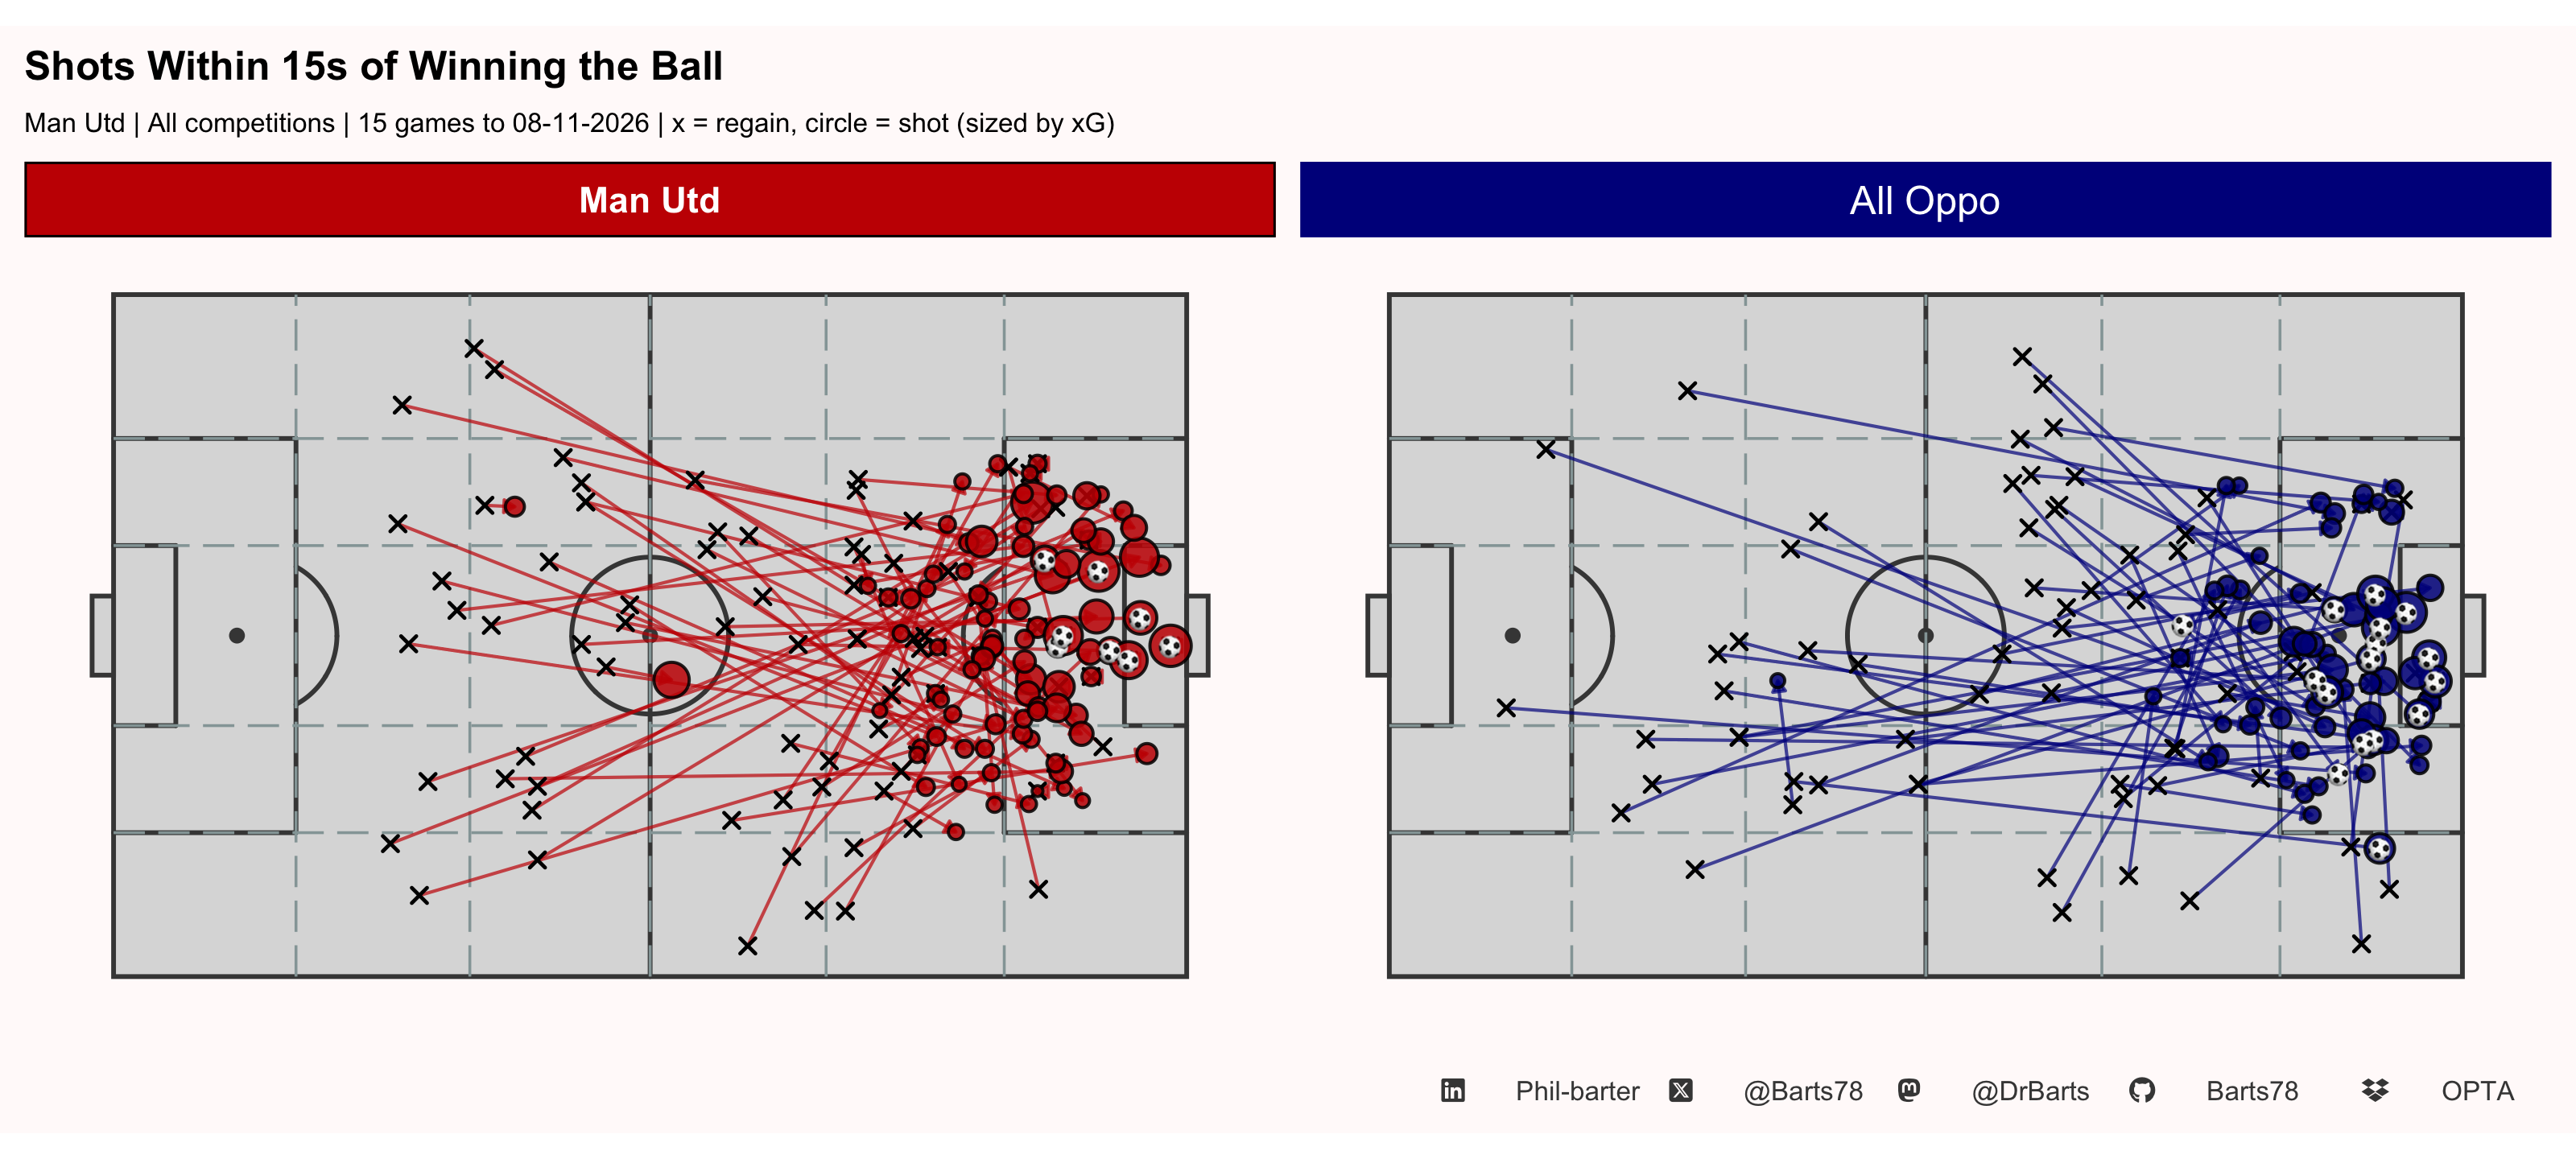 Shots Within 15s of Winning the Ball
Man Utd | All competitions | 15 games to 08-11-2026 | x = regain, circle = shot (sized by xG)
Man Utd
All Oppo
Phil-barter @Barts78 @DrBarts Barts78 OPTA